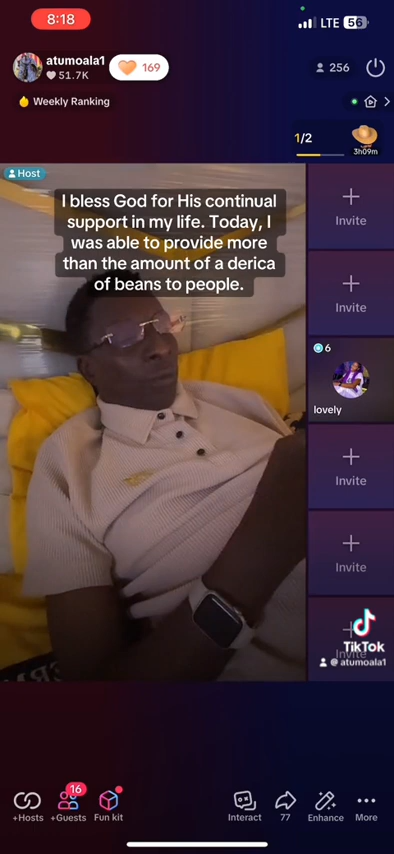 8:18
LTE 56
atumoala1
51.7K
169
256
Weekly Ranking
1/2
3h09m
Host
I bless God for His continual
support in my life. Today, I
was able to provide more
than the amount of a derica
of beans to people.
Invite
Invite
6
lovely
Invite
Invite
Invite
TikTok
@atumoala1
16
+Hosts
+Guests
Fun kit
Interact
77
Enhance
More